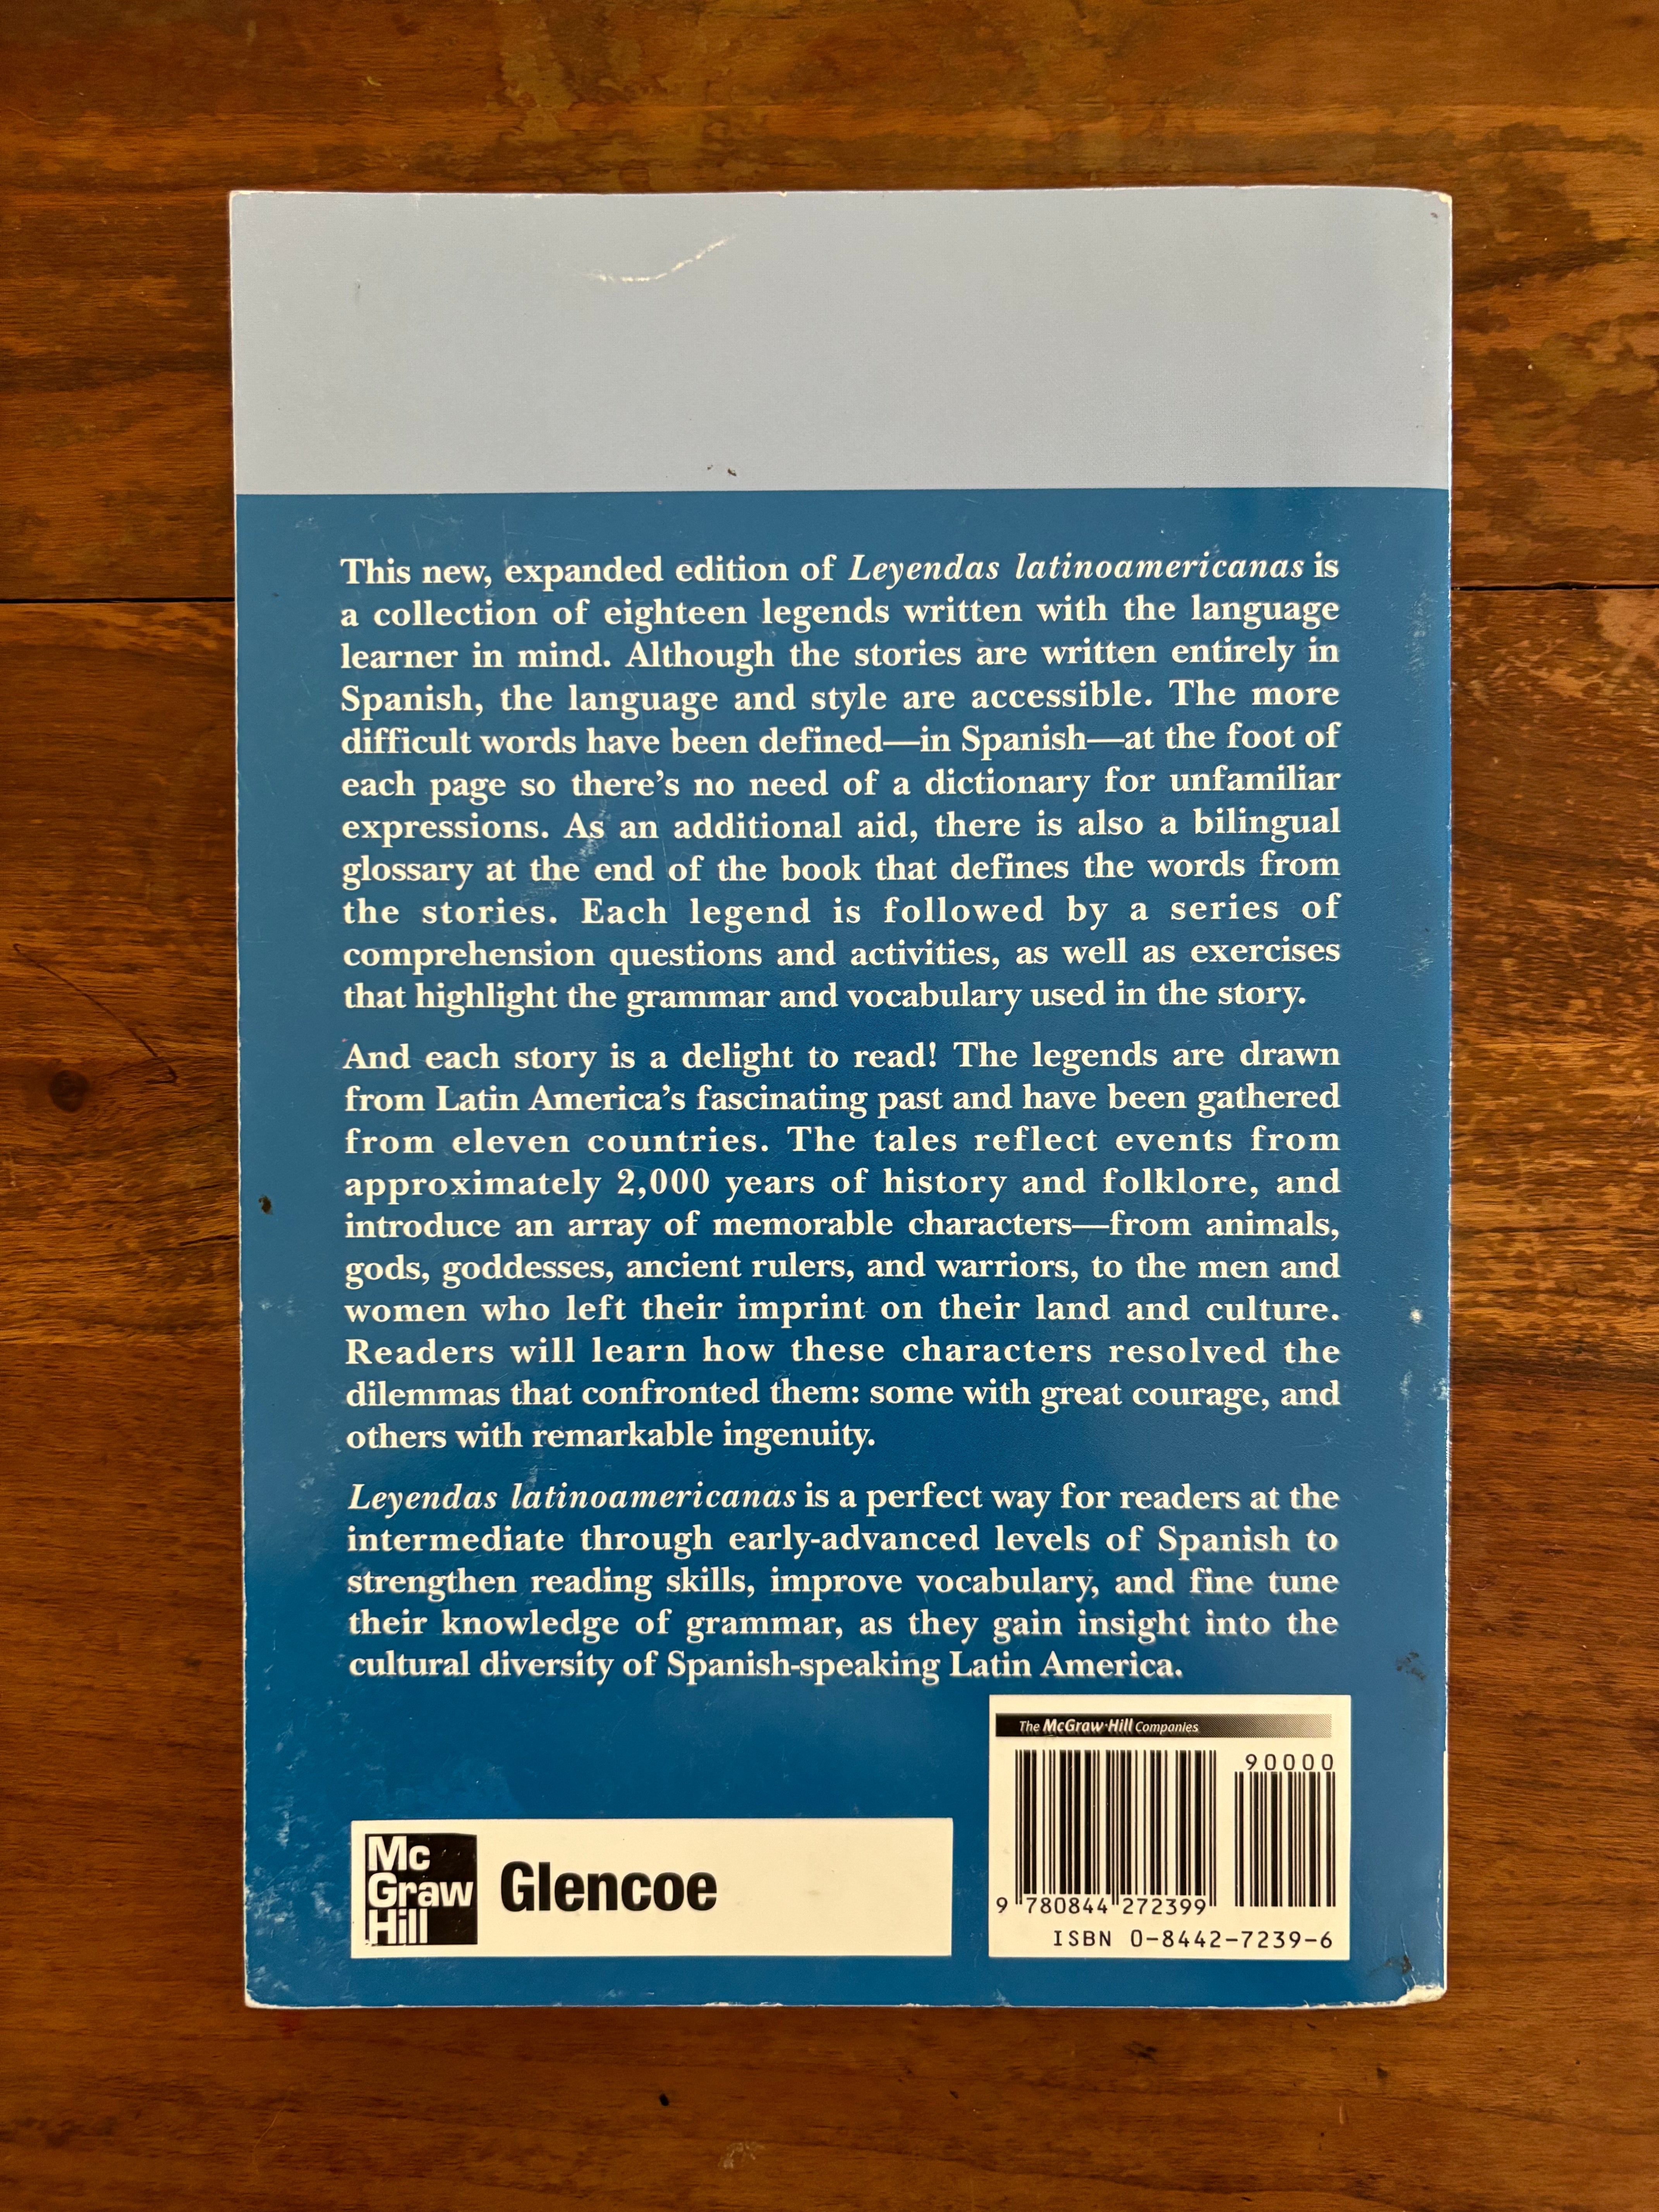 This new, expanded edition of Leyendas latinoamericanas is
a collection of eighteen legends written with the language
learner in mind. Although the stories are written entirely in
Spanish, the language and style are accessible. The more
difficult words have been defined—in Spanish—at the foot of
each page so there's no need of a dictionary for unfamiliar
expressions. As an additional aid, there is also a bilingual
glossary at the end of the book that defines the words from
the stories. Each legend is followed by a series of
comprehension questions and activities, as well as exercises
that highlight the grammar and vocabulary used in the story.
And each story is a delight to read! The legends are drawn
from Latin America's fascinating past and have been gathered
from eleven countries. The tales reflect events from
approximately 2,000 years of history and folklore, and
introduce an array of memorable characters—from animals,
gods, goddesses, ancient rulers, and warriors, to the men and
women who left their imprint on their land and culture.
Readers will learn how these characters resolved the
dilemmas that confronted them: some with great courage, and
others with remarkable ingenuity.
Leyendas latinoamericanas is a perfect way for readers at the
intermediate through early-advanced levels of Spanish to
strengthen reading skills, improve vocabulary, and fine tune
their knowledge of grammar, as they gain insight into the
cultural diversity of Spanish-speaking Latin America.
The McGraw·Hill Companies
90000
9 780844 272399
ISBN 0-8442-7239-6
Mc
Graw
Hill
Glencoe